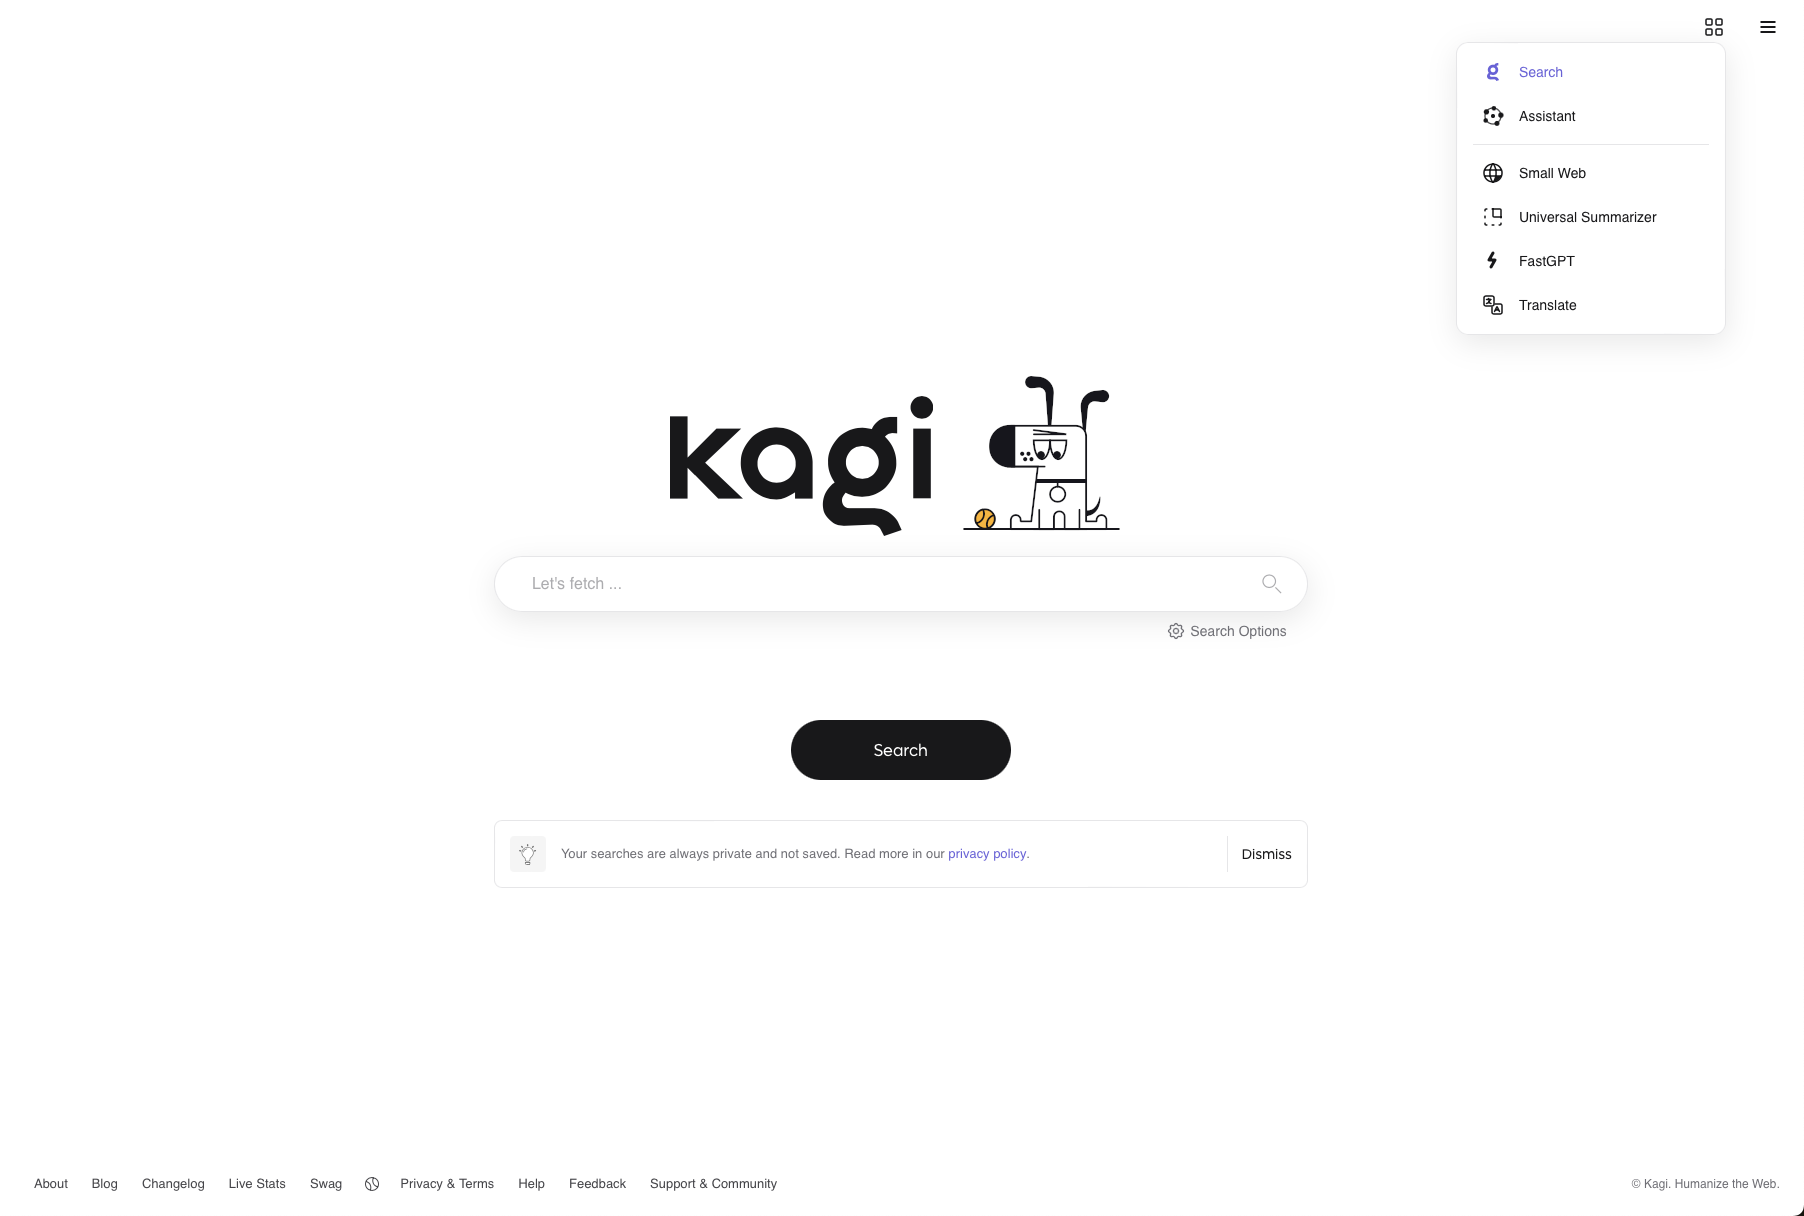 Search
Assistant
Small Web
Universal Summarizer
FastGPT
Translate
kagi
Let's fetch ...
Search Options
Search
Your searches are always private and not saved. Read more in our privacy policy.
Dismiss
About Blog Changelog Live Stats Swag Privacy & Terms Help Feedback Support & Community
© Kagi. Humanize the Web.